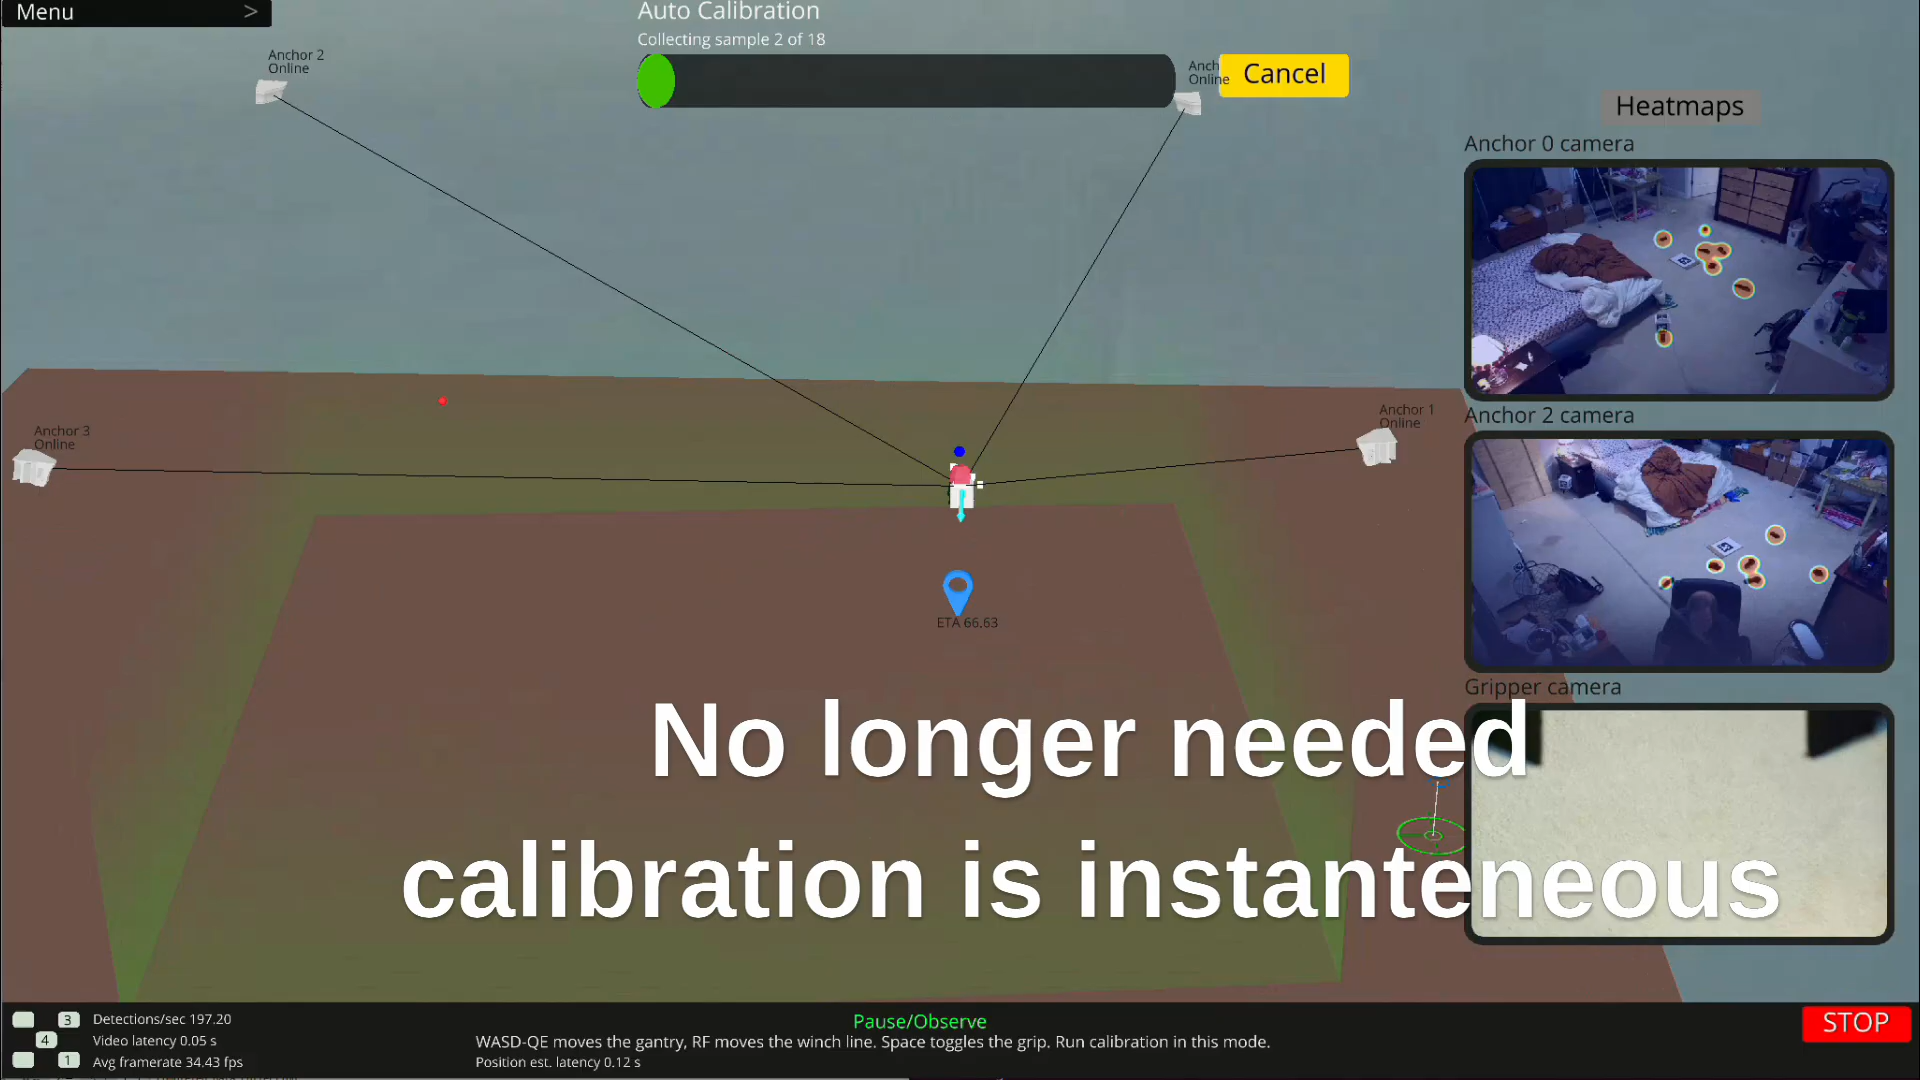 Menu >
Auto Calibration
Collecting sample 2 of 18
Cancel
Anchor 2
Online
Anch
Online
Heatmaps
Anchor 0 camera
Anchor 2 camera
Anchor 3
Online
Anchor 1
Online
ETA 66.63
Gripper camera
No longer needed
calibration is instanteneous
3
4
1
Detections/sec 197.20
Video latency 0.05 s
Avg framerate 34.43 fps
Pause/Observe
WASD-QE moves the gantry, RF moves the winch line. Space toggles the grip. Run calibration in this mode.
Position est. latency 0.12 s
STOP